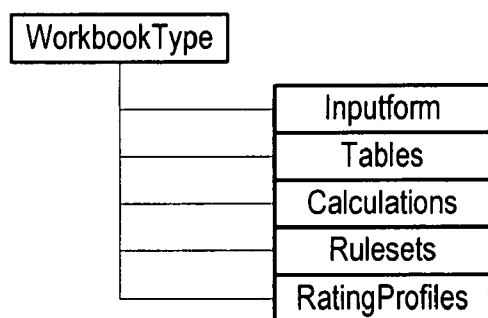 WorkbookType
Inputform
Tables
Calculations
Rulesets
RatingProfiles